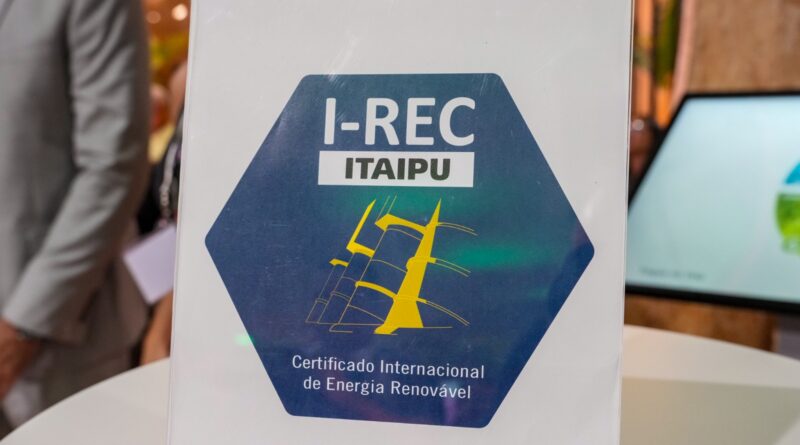 I-REC
ITAIPU
Certificado Internacional
de Energia Renovável